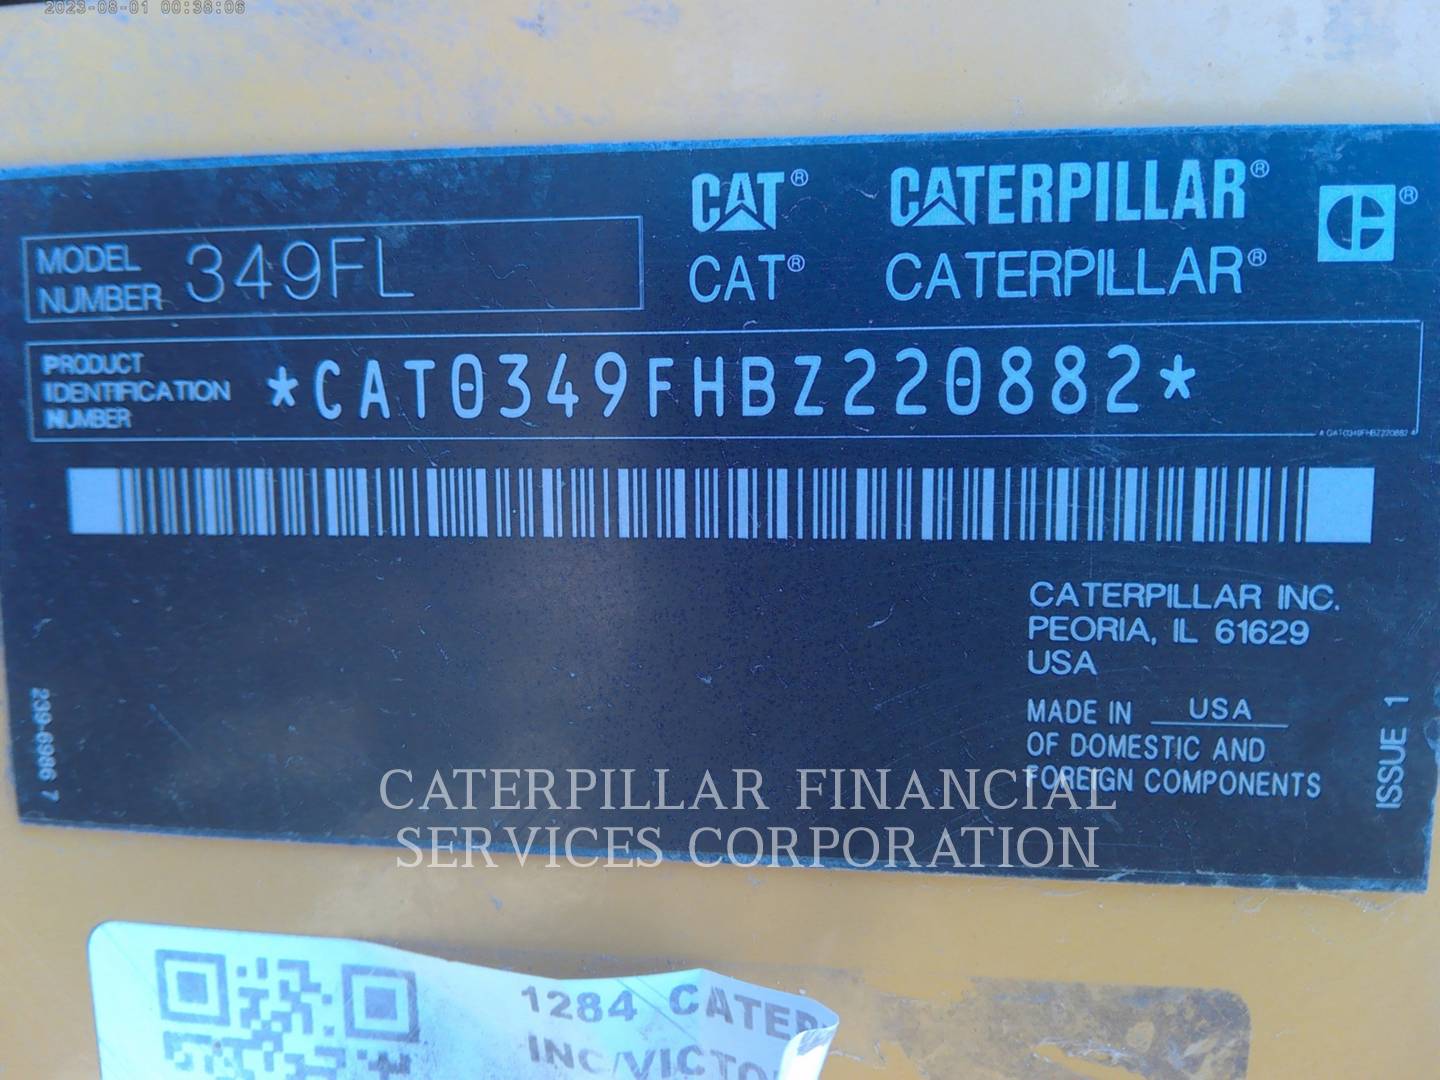 2023-08-01 00:36:06
CAT® CATERPILLAR®
MODEL NUMBER 349FL
CAT® CATERPILLAR®
PRODUCT IDENTIFICATION NUMBER *CAT0349FHBZ220882*
CAT0349FHBZ220882
CATERPILLAR INC.
PEORIA, IL 61629
USA
MADE IN USA
OF DOMESTIC AND
FOREIGN COMPONENTS
239-6986 7
ISSUE 1
CATERPILLAR FINANCIAL
SERVICES CORPORATION
1284 CATER
INC/VICTO